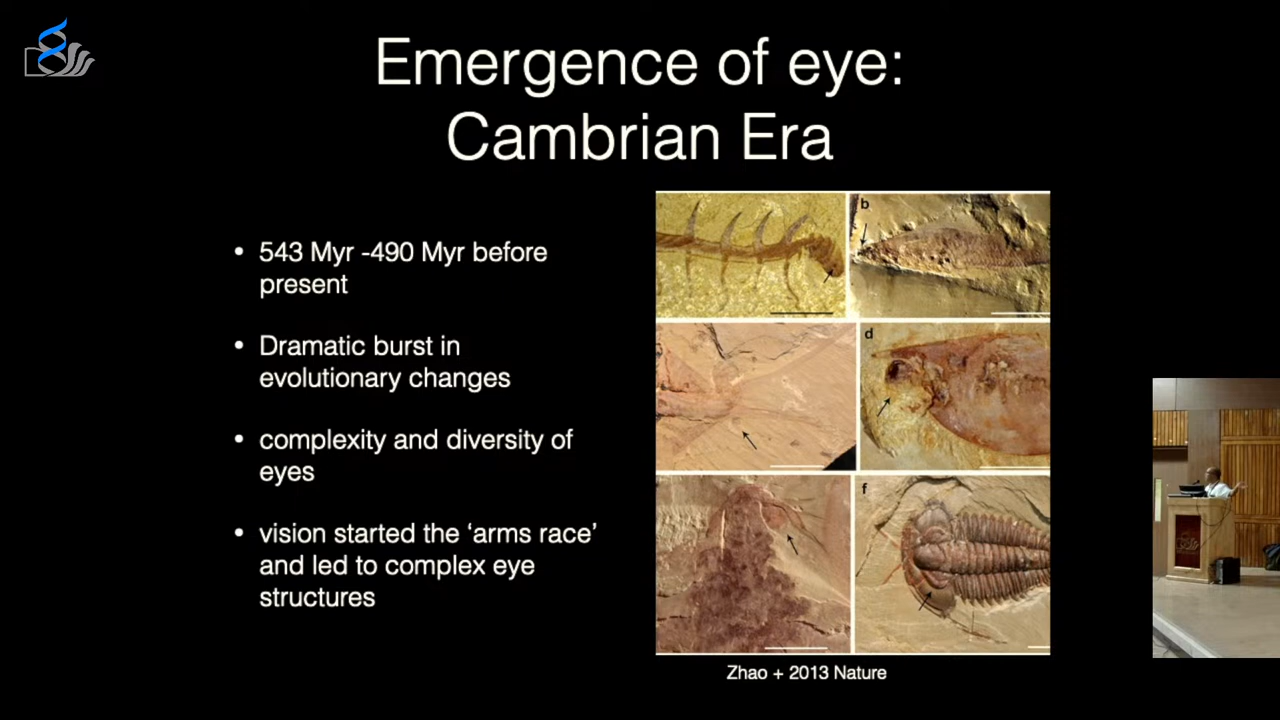 Emergence of eye:
Cambrian Era
• 543 Myr -490 Myr before
present
• Dramatic burst in
evolutionary changes
• complexity and diversity of
eyes
• vision started the ‘arms race’
and led to complex eye
structures
b
d
f
Zhao + 2013 Nature